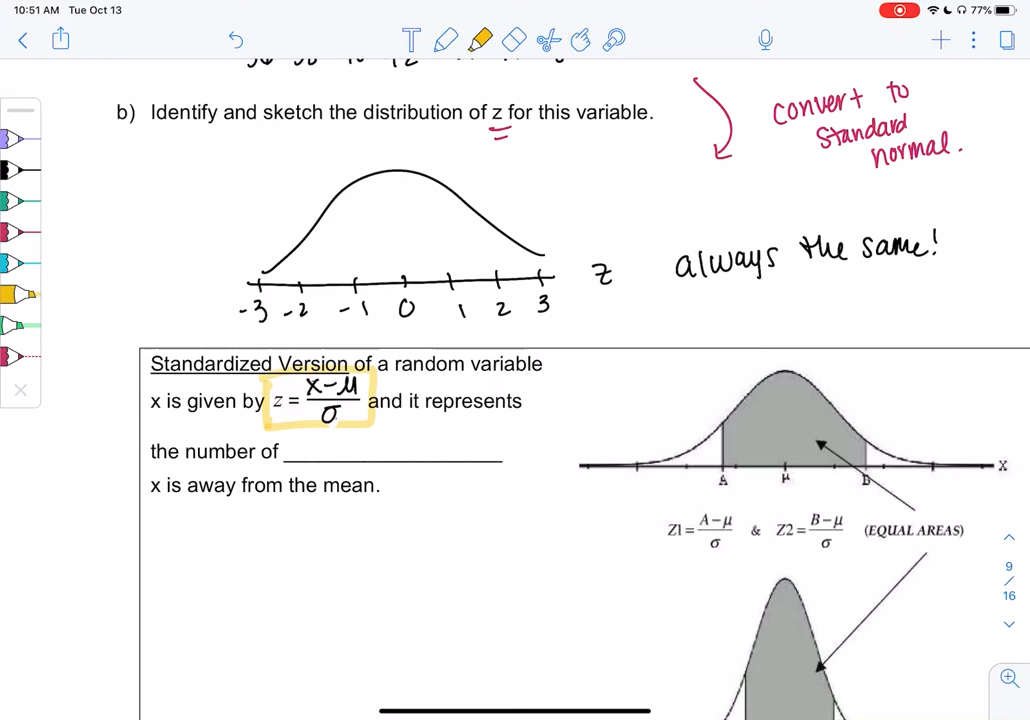 10:51 AM Tue Oct 13
77%
T
b) Identify and sketch the distribution of z for this variable.
convert to
standard
normal.
-3 -2 -1 0 1 2 3
z
always the same!
Standardized Version of a random variable
x is given by z = x-μ / σ and it represents
the number of ____________________
x is away from the mean.
A μ B X
Z1 = A-μ / σ & Z2 = B-μ / σ (EQUAL AREAS)
9
/
16